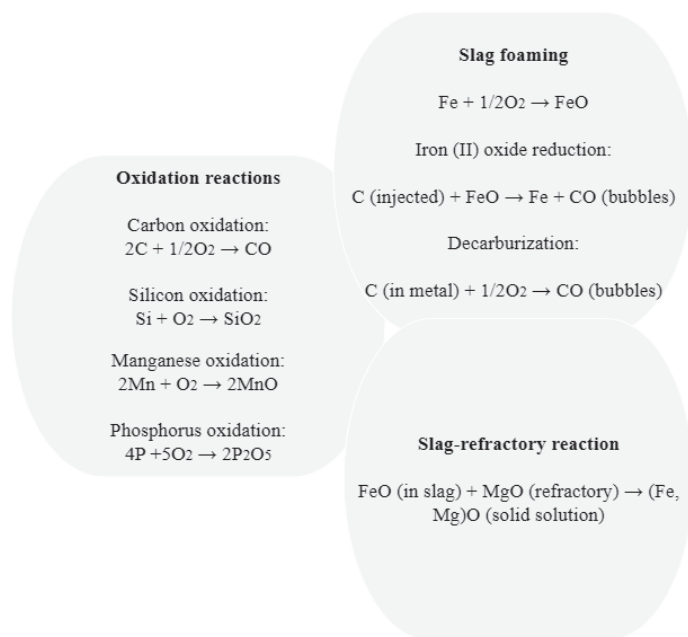 Slag foaming
Fe + 1/2O2 → FeO
Iron (II) oxide reduction:
C (injected) + FeO → Fe + CO (bubbles)
Decarburization:
C (in metal) + 1/2O2 → CO (bubbles)
Oxidation reactions
Carbon oxidation:
2C + 1/2O2 → CO
Silicon oxidation:
Si + O2 → SiO2
Manganese oxidation:
2Mn + O2 → 2MnO
Phosphorus oxidation:
4P +5O2 → 2P2O5
Slag-refractory reaction
FeO (in slag) + MgO (refractory) → (Fe,
Mg)O (solid solution)